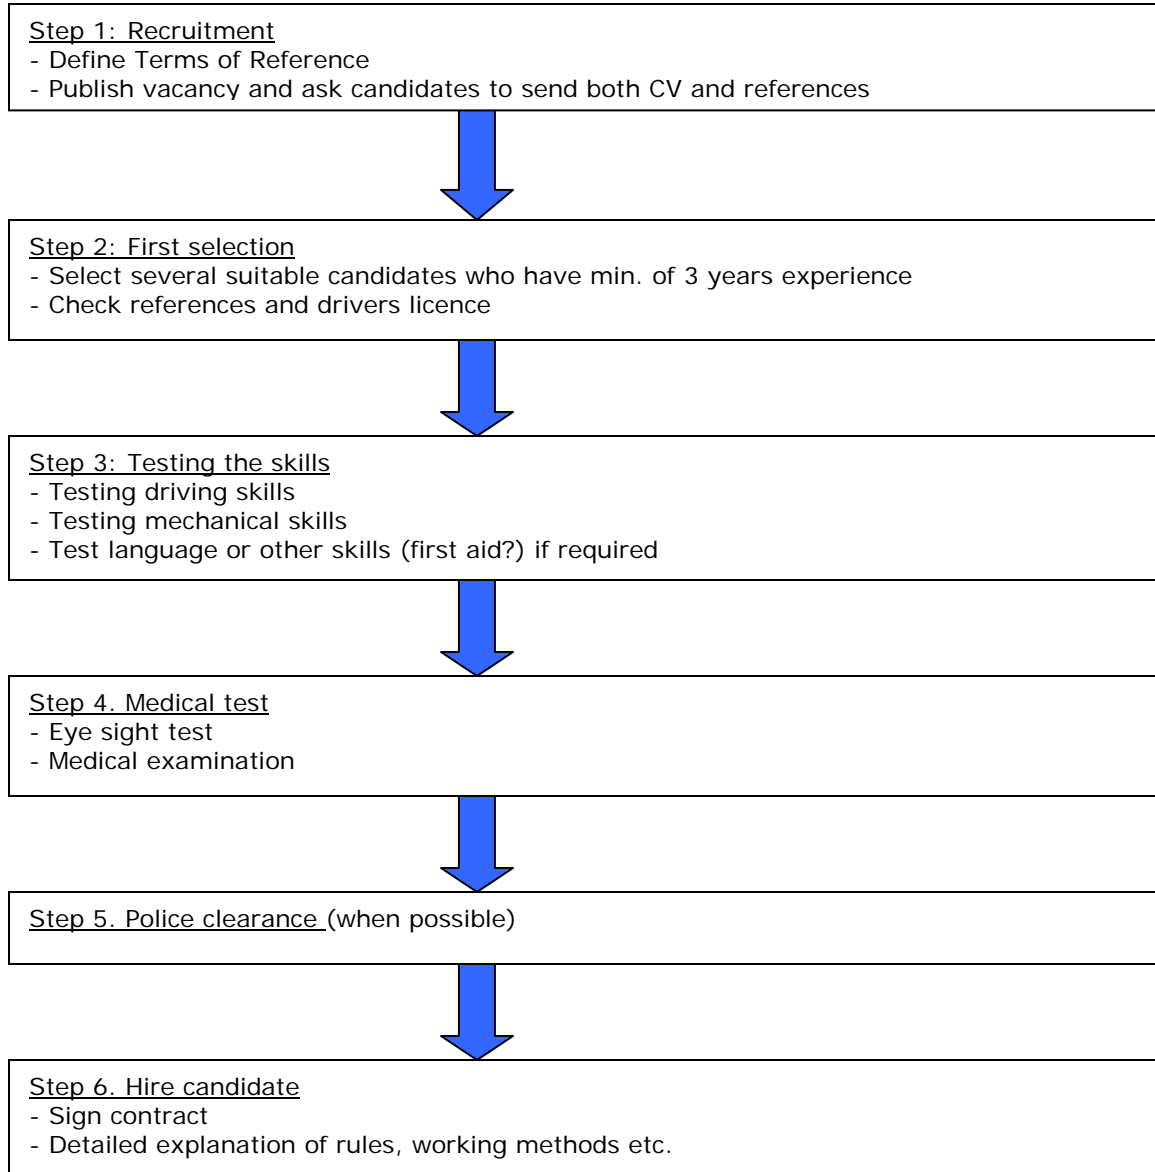 Step 1: Recruitment
- Define Terms of Reference
- Publish vacancy and ask candidates to send both CV and references
Step 2: First selection
- Select several suitable candidates who have min. of 3 years experience
- Check references and drivers licence
Step 3: Testing the skills
- Testing driving skills
- Testing mechanical skills
- Test language or other skills (first aid?) if required
Step 4. Medical test
- Eye sight test
- Medical examination
Step 5. Police clearance (when possible)
Step 6. Hire candidate
- Sign contract
- Detailed explanation of rules, working methods etc.